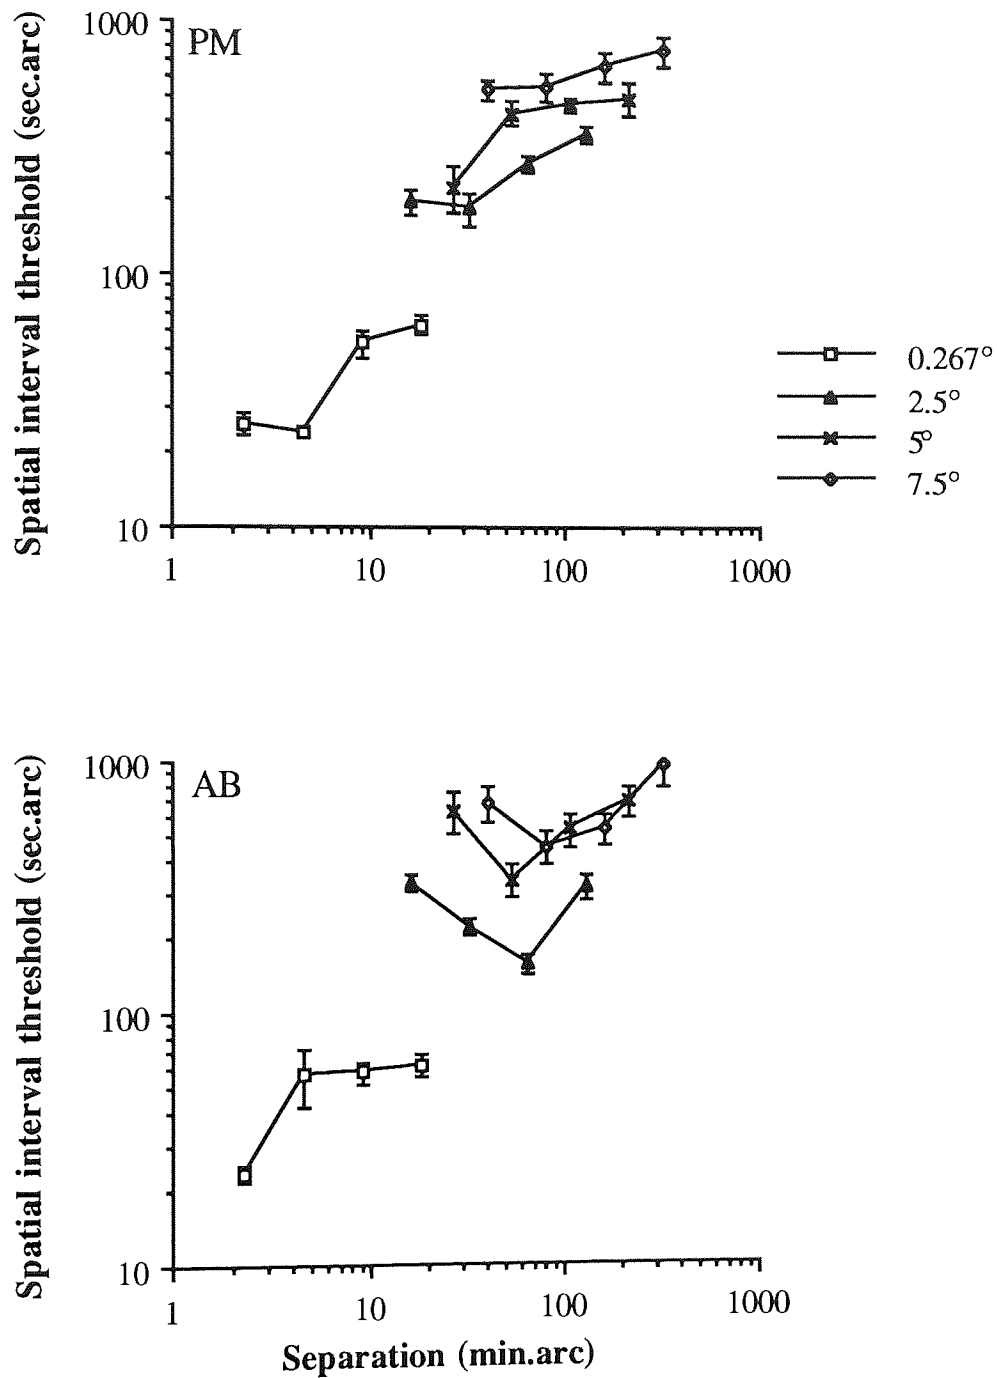 PM
Spatial interval threshold (sec.arc)
1000
100
10
1 10 100 1000
0.267°
2.5°
5°
7.5°
AB
Spatial interval threshold (sec.arc)
1000
100
10
1 10 100 1000
Separation (min.arc)